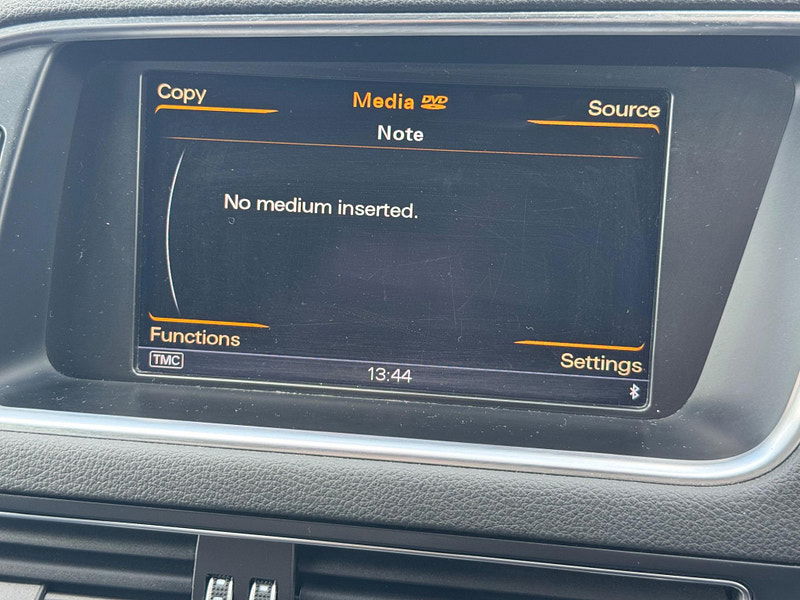 Copy
Media DVD
Source
Note
No medium inserted.
Functions
Settings
TMC
13:44